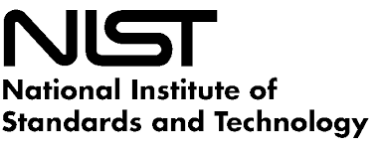 NIST
National Institute of
Standards and Technology